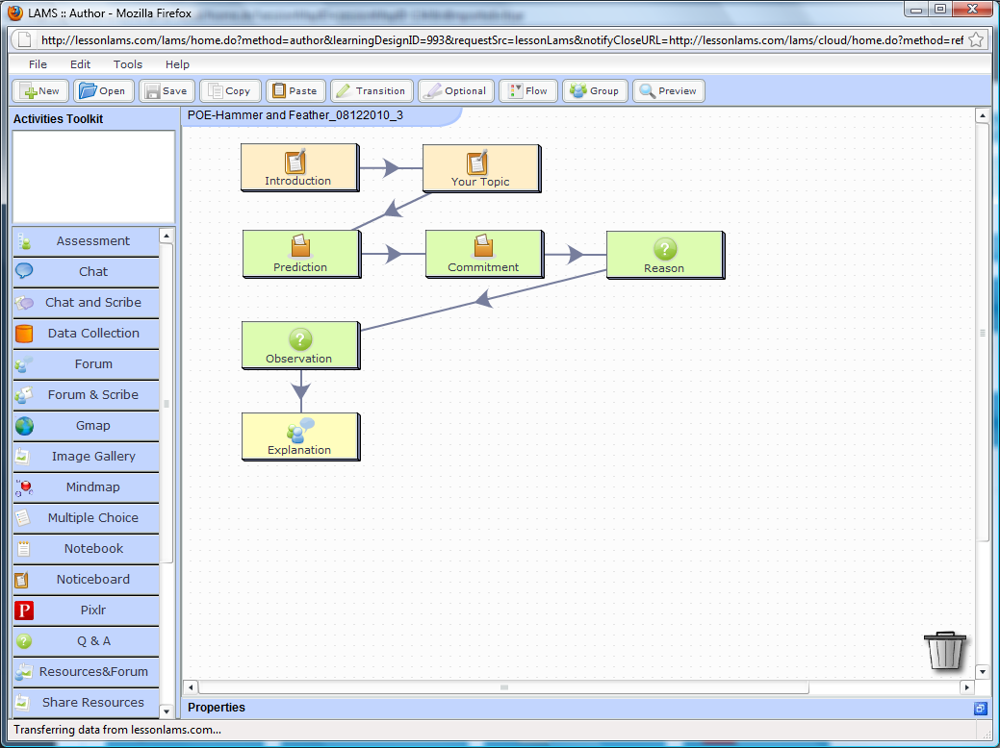 LAMS :: Author - Mozilla Firefox
http://lessonlams.com/lams/home.do?method=author&learningDesignID=993&requestSrc=lessonLams&notifyCloseURL=http://lessonlams.com/lams/cloud/home.do?method=ref
File Edit Tools Help
New Open Save Copy Paste Transition Optional Flow Group Preview
Activities Toolkit
POE-Hammer and Feather_08122010_3
Introduction
Your Topic
Prediction
Commitment
Reason
Observation
Explanation
Assessment
Chat
Chat and Scribe
Data Collection
Forum
Forum & Scribe
Gmap
Image Gallery
Mindmap
Multiple Choice
Notebook
Noticeboard
P Pixlr
? Q & A
Resources&Forum
Share Resources
Properties
Transferring data from lessonlams.com...